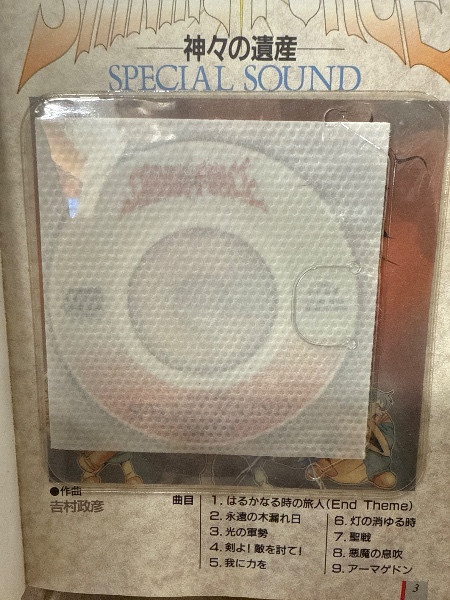 神々の遺産
SPECIAL SOUND
●作曲
吉村政彦
曲目
1. はるかなる時の旅人(End Theme)
2. 永遠の木漏れ日
3. 光の軍勢
4. 剣よ!敵を討て!
5. 我に力を
6. 灯の消ゆる時
7. 聖戦
8. 悪魔の息吹
9. アーマゲドン
3